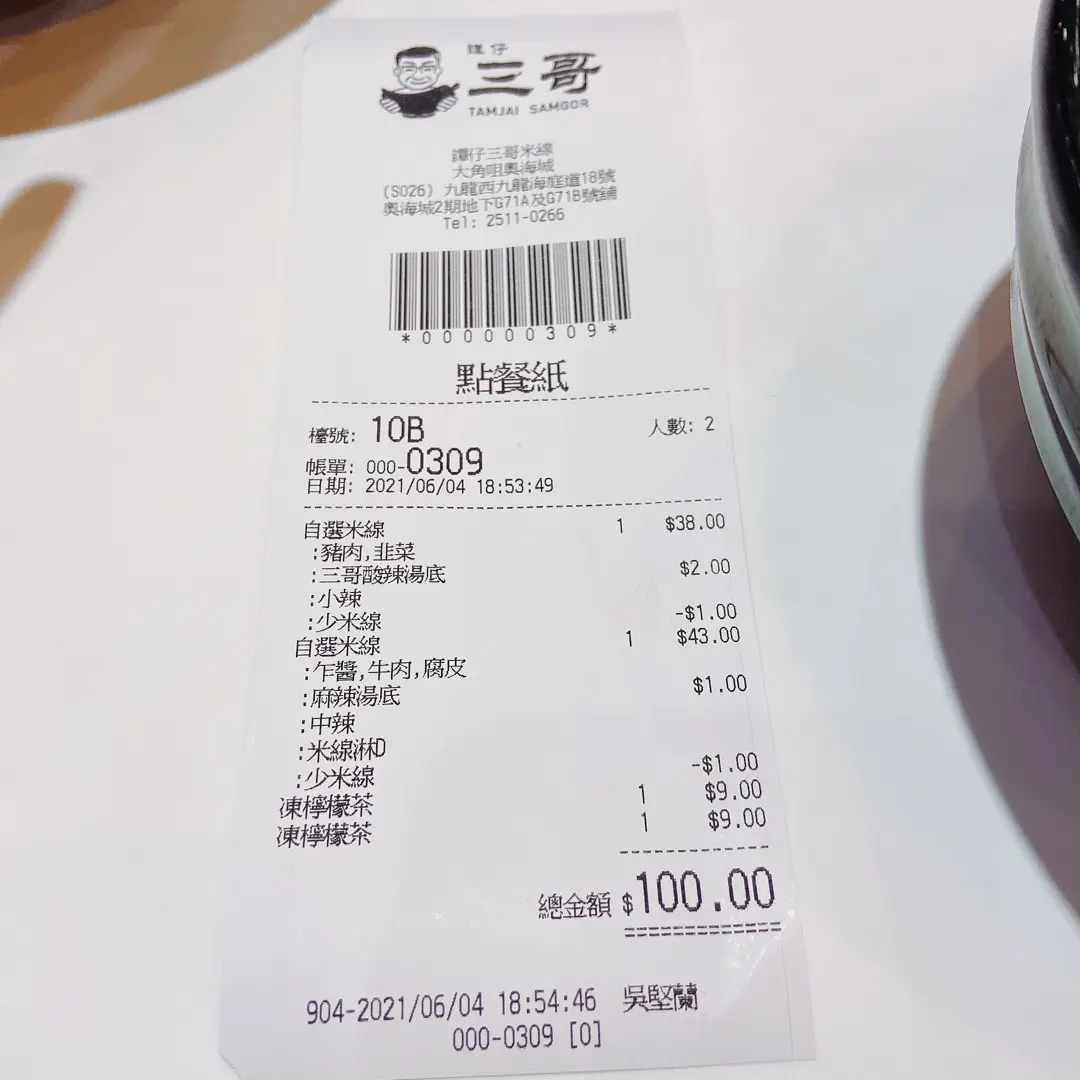 譚仔
三哥
TAMJAI SAMGOR
譚仔三哥米線
大角咀奧海城
(S026) 九龍西九龍海庭道18號
奧海城2期地下G71A及G71B號舖
Tel: 2511-0266
*000000309*
點餐紙
檯號: 10B 人數: 2
帳單: 000-0309
日期: 2021/06/04 18:53:49
自選米線 1 $38.00
:豬肉,韭菜
:三哥酸辣湯底 $2.00
:小辣
:少米線 -$1.00
自選米線 1 $43.00
:乍醬,牛肉,腐皮
:麻辣湯底 $1.00
:中辣
:米線淋D
:少米線 -$1.00
凍檸檬茶 1 $9.00
凍檸檬茶 1 $9.00
總金額 $100.00
904-2021/06/04 18:54:46 吳堅蘭
000-0309 [0]